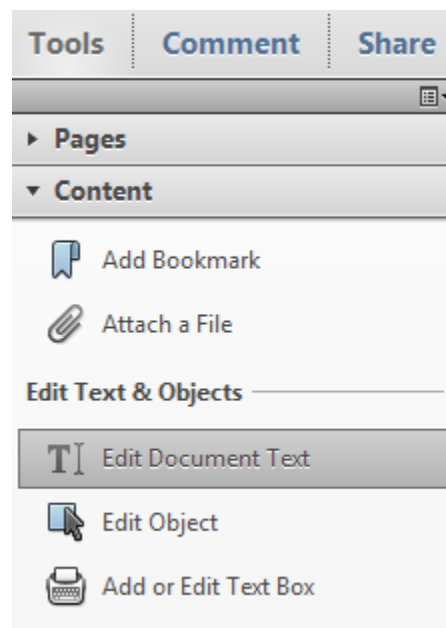 Tools Comment Share
Pages
Content
Add Bookmark
Attach a File
Edit Text & Objects
Edit Document Text
Edit Object
Add or Edit Text Box